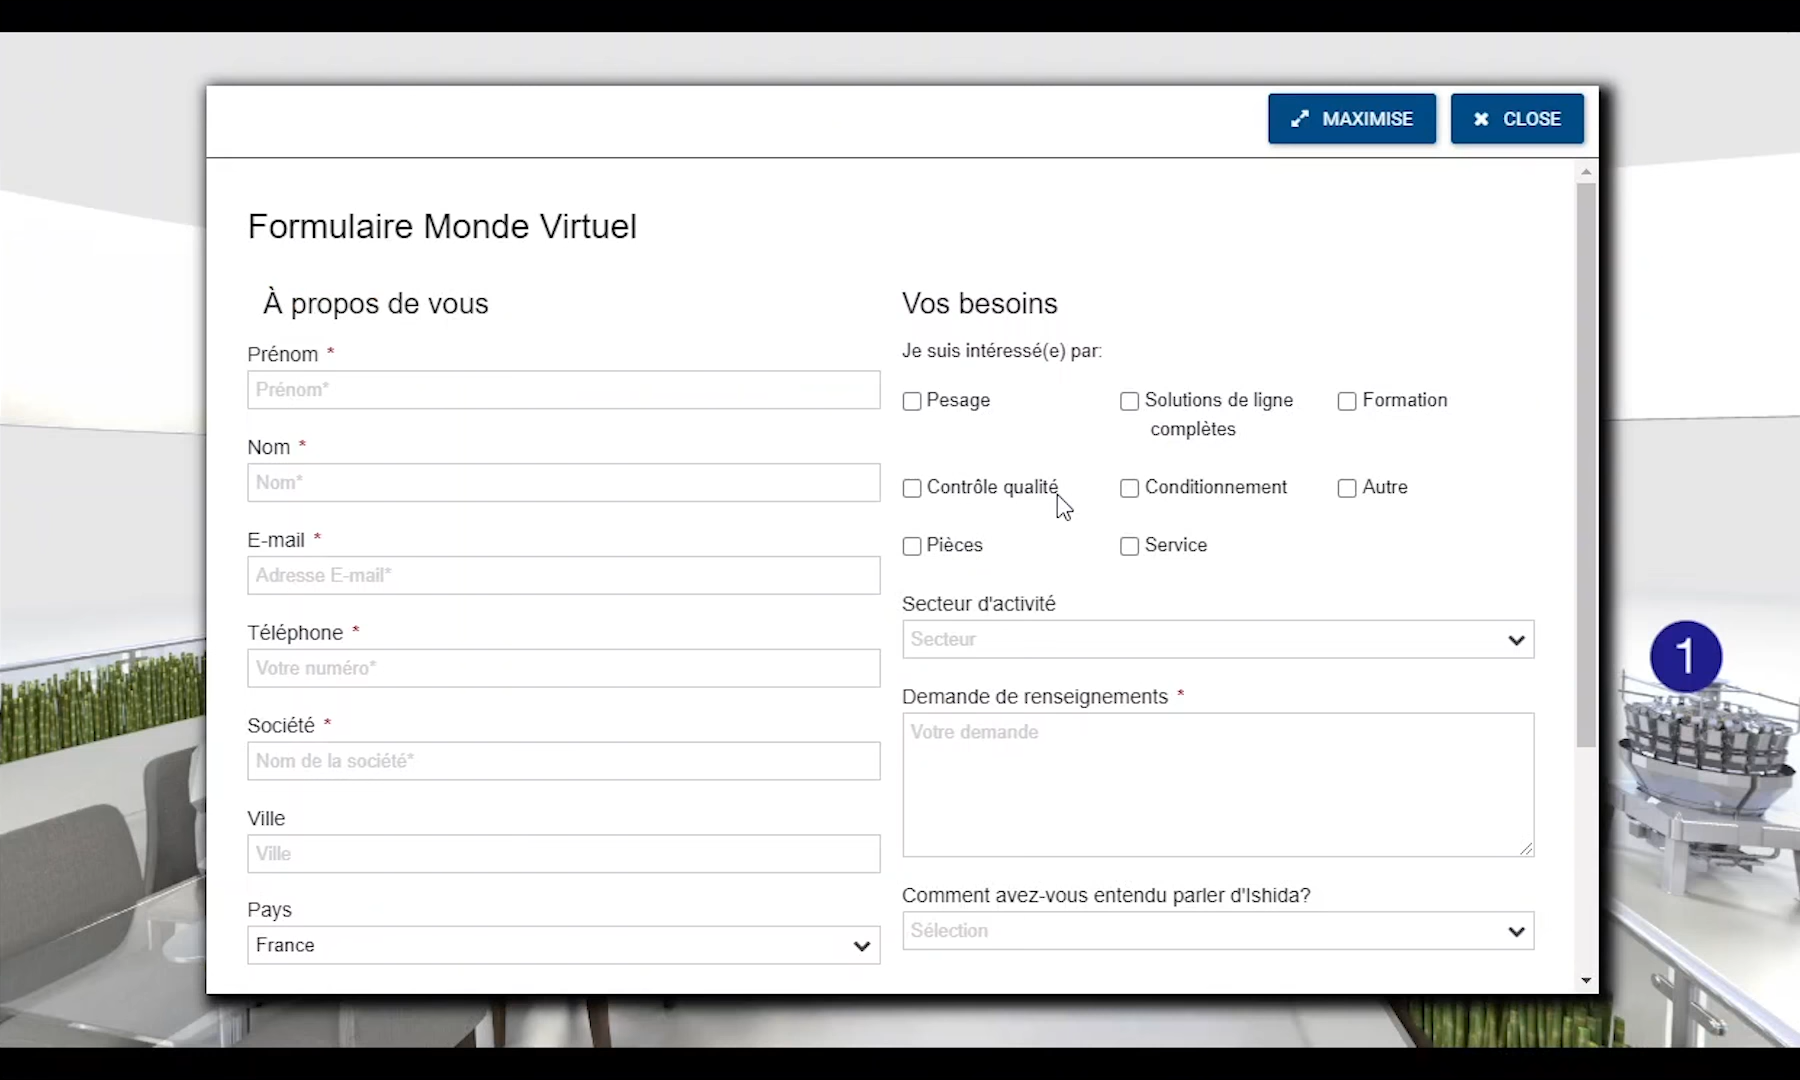 MAXIMISE
CLOSE
Formulaire Monde Virtuel
À propos de vous
Prénom *
Prénom*
Nom *
Nom*
E-mail *
Adresse E-mail*
Téléphone *
Votre numéro*
Société *
Nom de la société*
Ville
Ville
Pays
France
Vos besoins
Je suis intéressé(e) par:
Pesage
Solutions de ligne
complètes
Formation
Contrôle qualité
Conditionnement
Autre
Pièces
Service
Secteur d'activité
Secteur
Demande de renseignements *
Votre demande
Comment avez-vous entendu parler d'Ishida?
Sélection
1